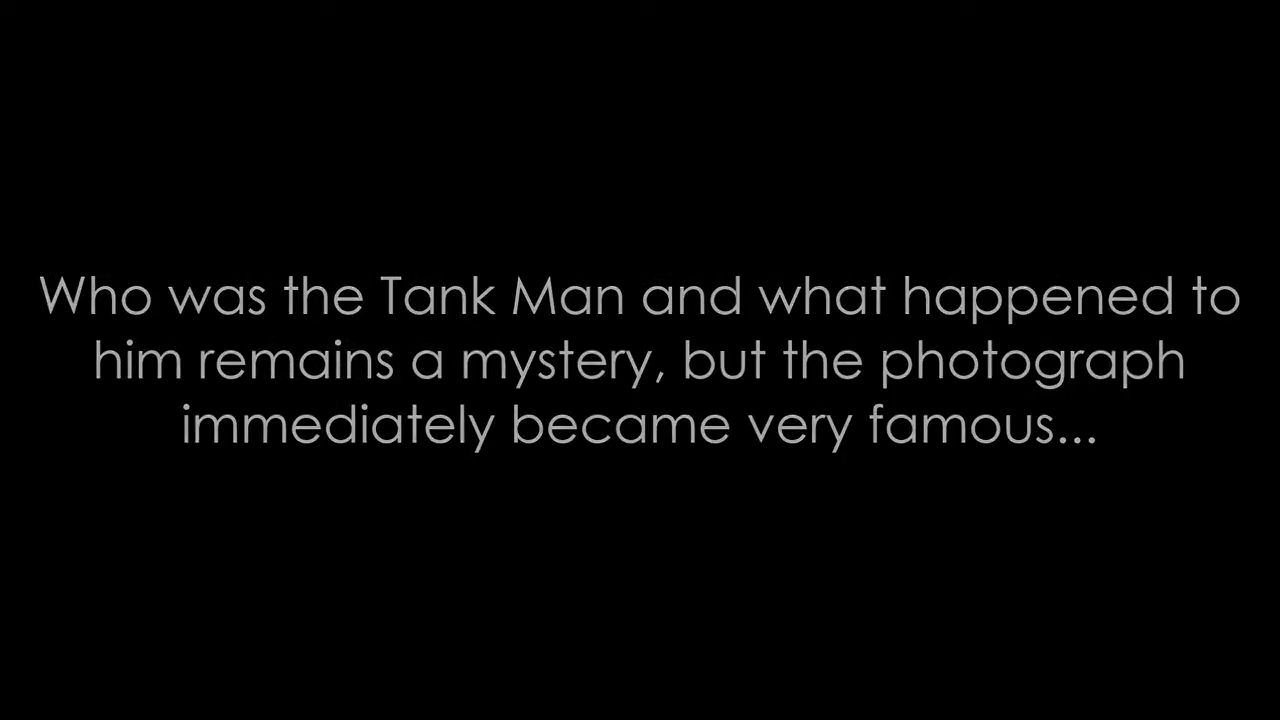 Who was the Tank Man and what happened to
him remains a mystery, but the photograph
immediately became very famous...